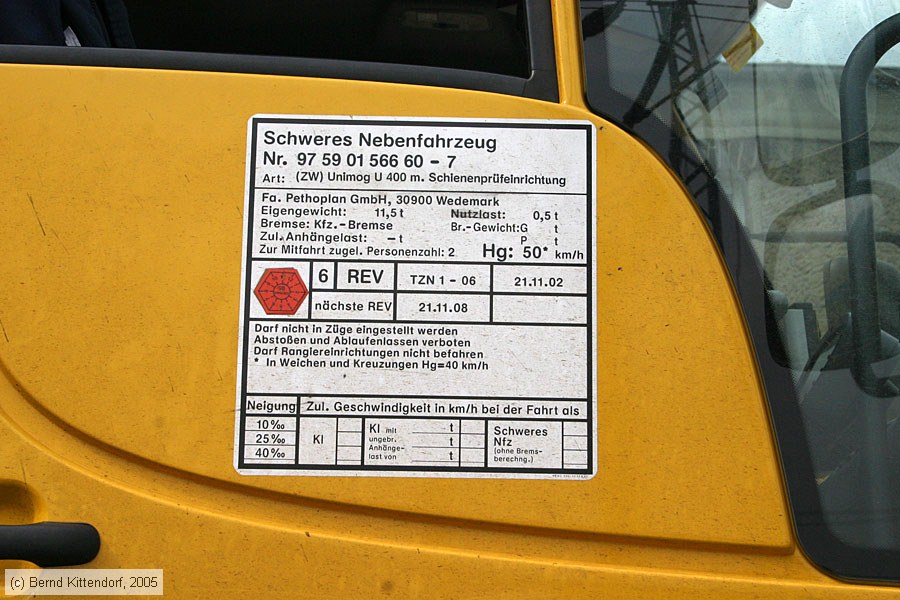 Schweres Nebenfahrzeug
Nr. 97 59 01 566 60 - 7
Art: (ZW) Unimog U 400 m. Schienenprüfeinrichtung
Fa. Pethoplan GmbH, 30900 Wedemark
Eigengewicht: 11,5 t Nutzlast: 0,5 t
Bremse: Kfz.-Bremse Br.-Gewicht:G t
Zul. Anhängelast: - t P t
Zur Mitfahrt zugel. Personenzahl: 2 Hg: 50* km/h
6 REV TZN 1 - 06 21.11.02
nächste REV 21.11.08
Darf nicht in Züge eingestellt werden
Abstoßen und Ablaufenlassen verboten
Darf Rangiereinrichtungen nicht befahren
* In Weichen und Kreuzungen Hg=40 km/h
Neigung Zul. Geschwindigkeit in km/h bei der Fahrt als
10‰
25‰
40‰
Kl
Kl mit t
ungebr. t
Anhänge-
last von t
Schweres
Nfz
(ohne Brems-
berechng.)
(c) Bernd Kittendorf, 2005